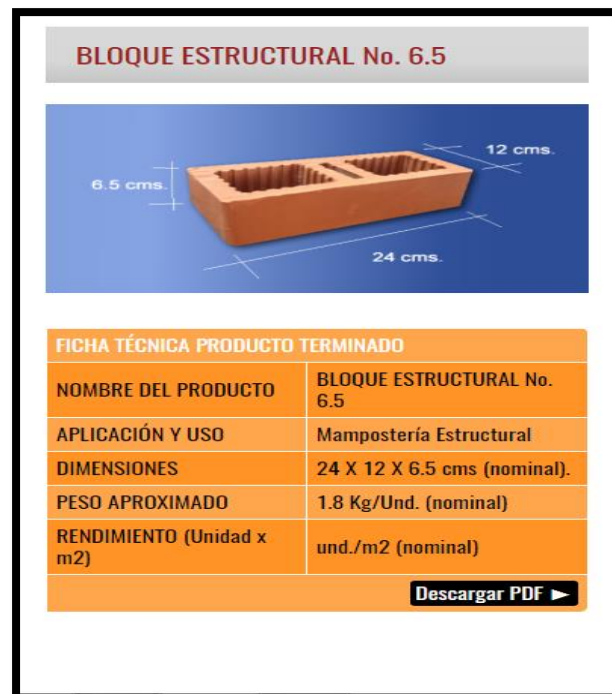 BLOQUE ESTRUCTURAL No. 6.5
12 cms.
6.5 cms.
24 cms.
FICHA TÉCNICA PRODUCTO TERMINADO
NOMBRE DEL PRODUCTO
BLOQUE ESTRUCTURAL No.
6.5
APLICACIÓN Y USO
Mampostería Estructural
DIMENSIONES
24 X 12 X 6.5 cms (nominal).
PESO APROXIMADO
1.8 Kg/Und. (nominal)
RENDIMIENTO (Unidad x
m2)
und./m2 (nominal)
Descargar PDF ►